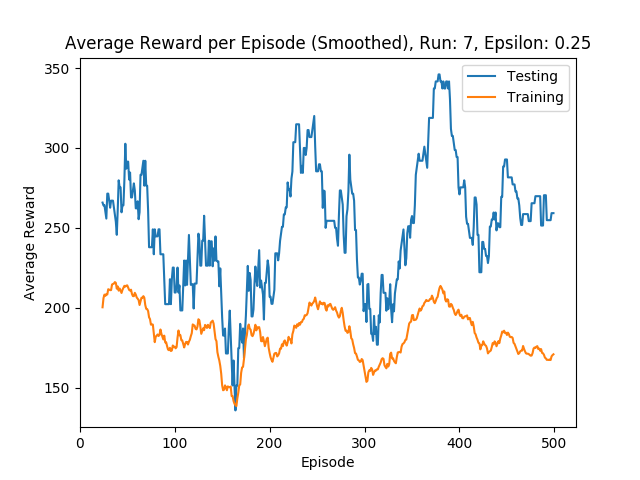 Average Reward per Episode (Smoothed), Run: 7, Epsilon: 0.25
Testing
Training
350
300
250
200
150
Average Reward
0 100 200 300 400 500
Episode